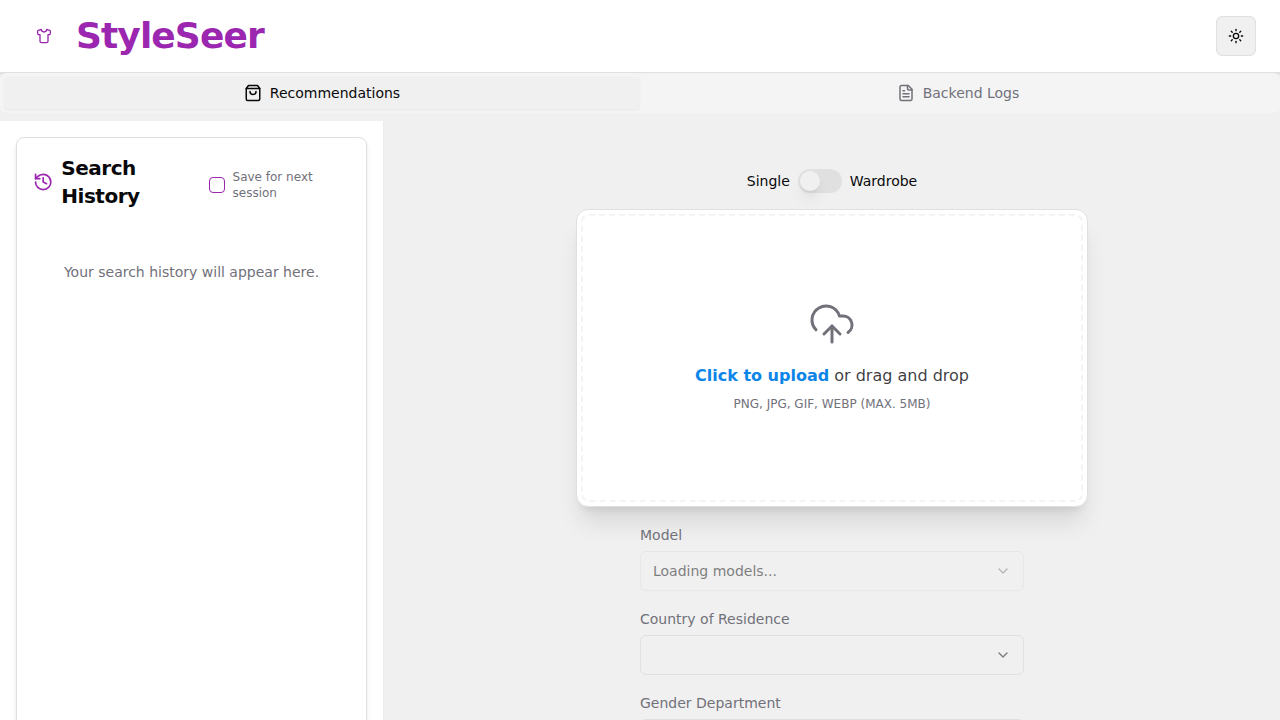 StyleSeer
Recommendations
Backend Logs
Search
History
Save for next
session
Your search history will appear here.
Single
Wardrobe
Click to upload or drag and drop
PNG, JPG, GIF, WEBP (MAX. 5MB)
Model
Loading models...
Country of Residence
Gender Department